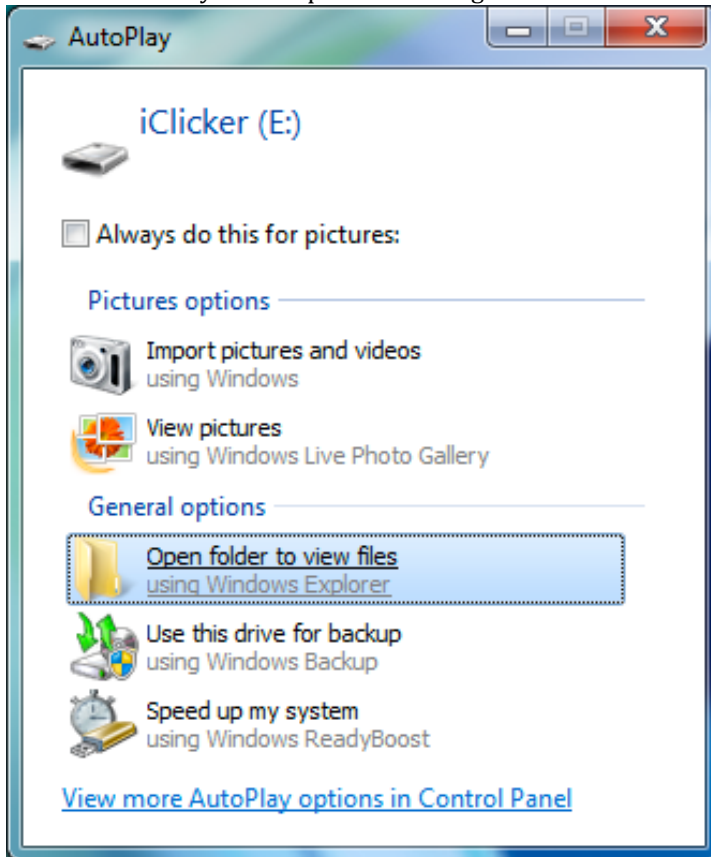 AutoPlay
iClicker (E:)
Always do this for pictures:
Pictures options
Import pictures and videos
using Windows
View pictures
using Windows Live Photo Gallery
General options
Open folder to view files
using Windows Explorer
Use this drive for backup
using Windows Backup
Speed up my system
using Windows ReadyBoost
View more AutoPlay options in Control Panel